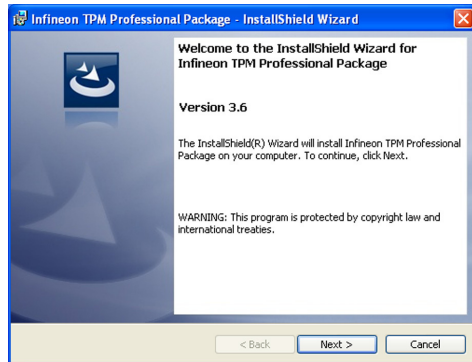 Infineon TPM Professional Package - InstallShield Wizard
Welcome to the InstallShield Wizard for
Infineon TPM Professional Package
Version 3.6
The InstallShield(R) Wizard will install Infineon TPM Professional
Package on your computer. To continue, click Next.
WARNING: This program is protected by copyright law and
international treaties.
< Back Next > Cancel